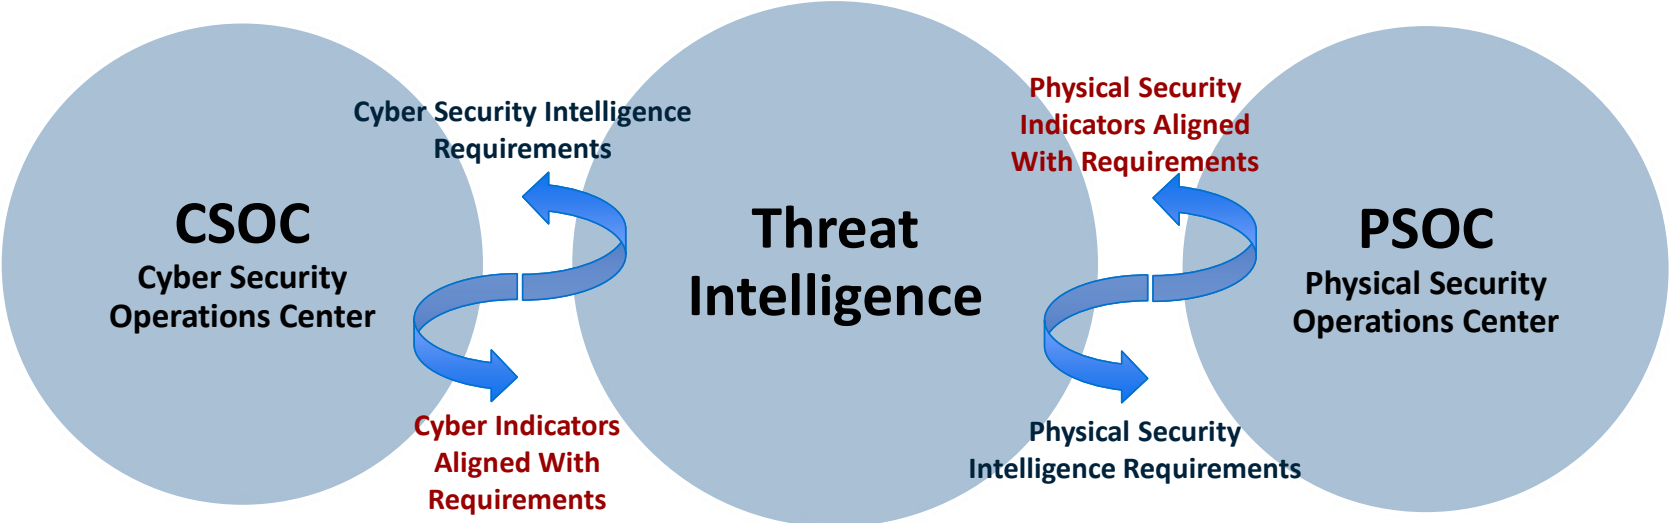 CSOC
Cyber Security
Operations Center
Cyber Security Intelligence
Requirements
Cyber Indicators
Aligned With
Requirements
Threat
Intelligence
Physical Security
Indicators Aligned
With Requirements
Physical Security
Intelligence Requirements
PSOC
Physical Security
Operations Center